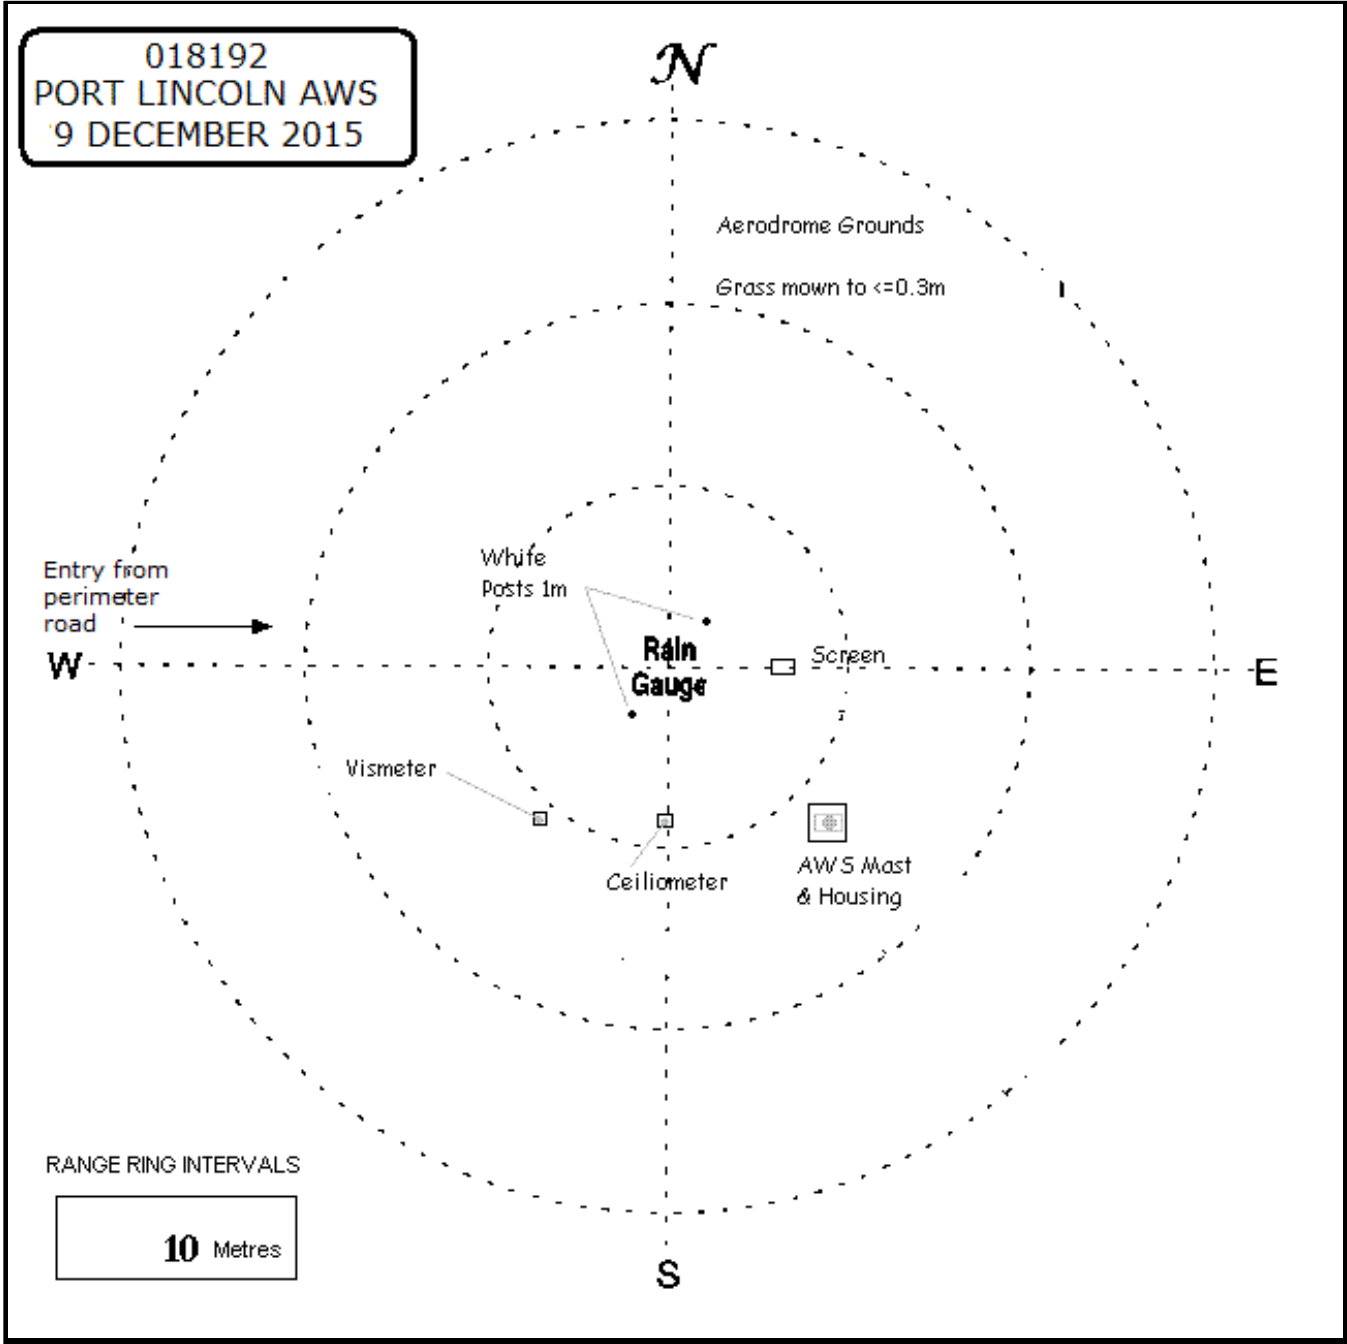 018192
PORT LINCOLN AWS
9 DECEMBER 2015
N
Aerodrome Grounds
Grass mown to <=0.3m
White
Posts 1m
Entry from
perimeter
road
Rain
Gauge
Screen
W
E
Vismeter
Ceiliometer
AWS Mast
& Housing
RANGE RING INTERVALS
10 Metres
S